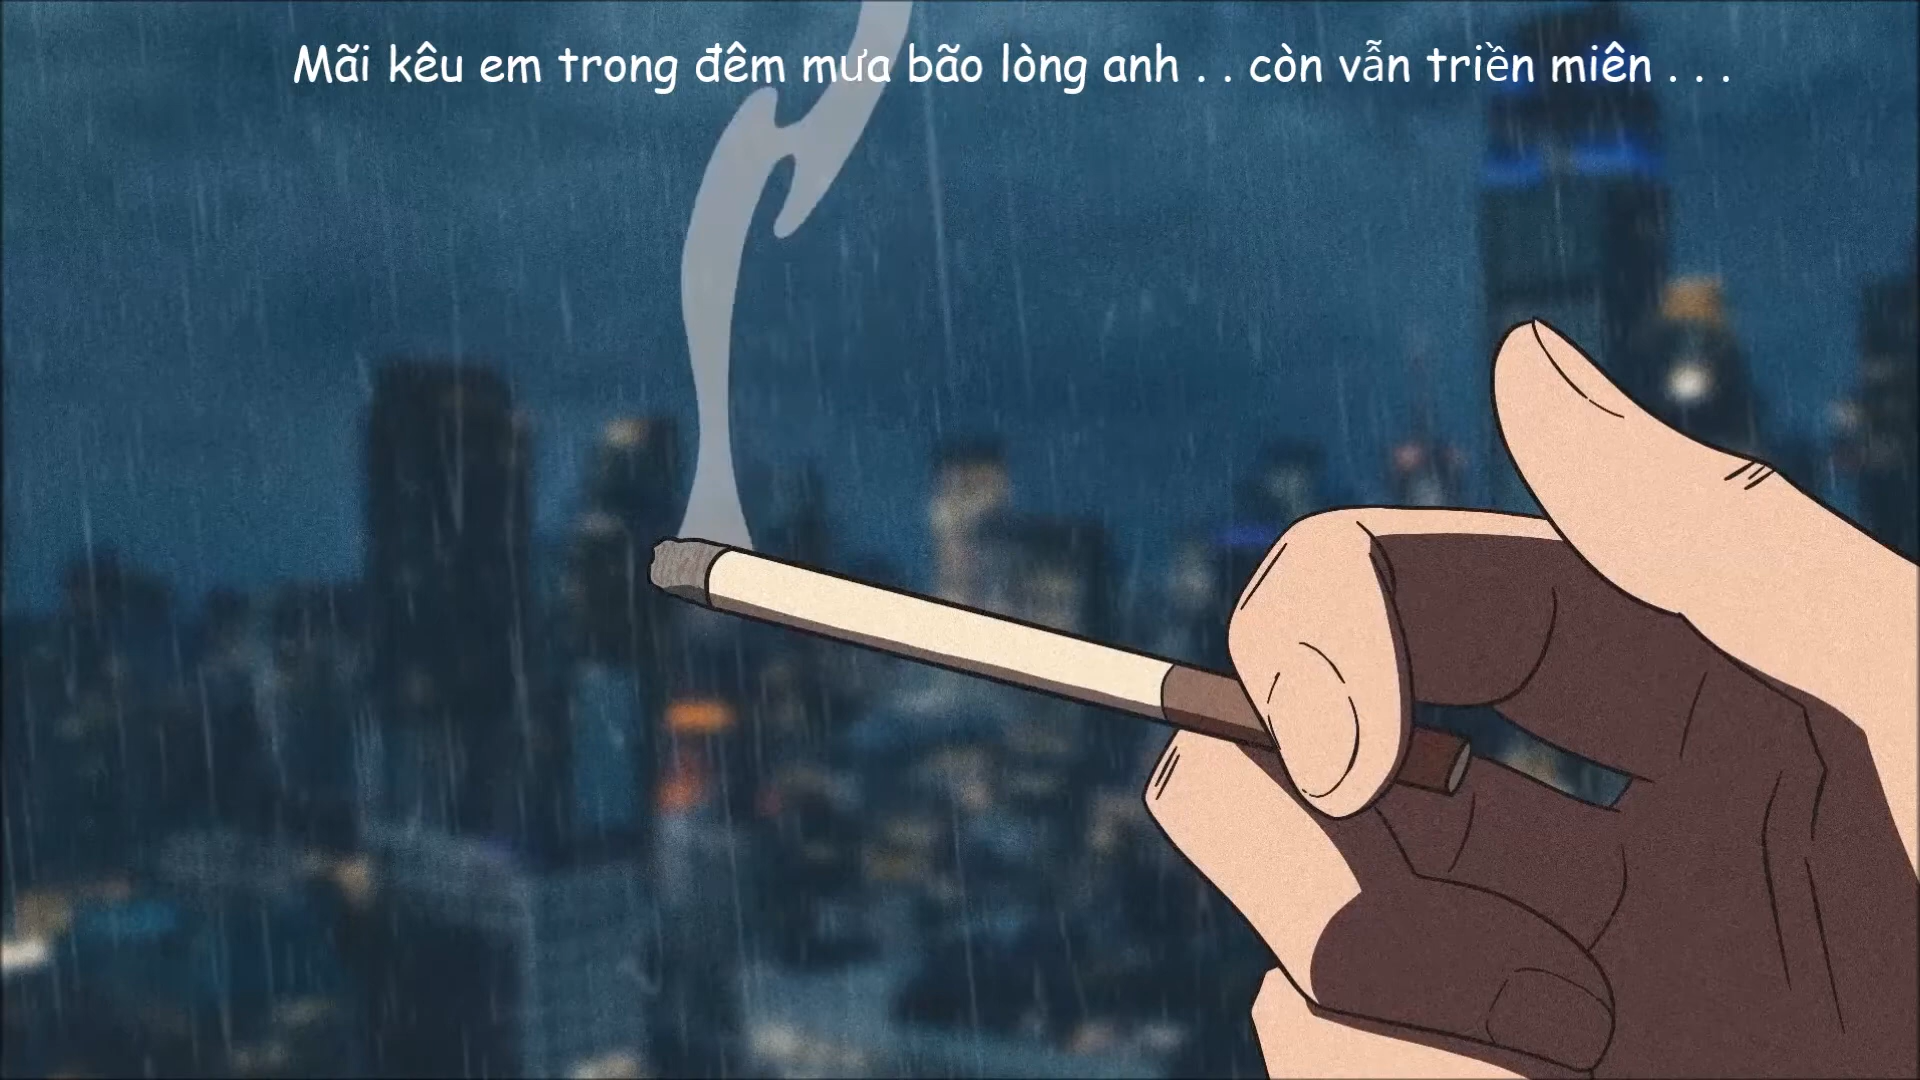 Mãi kêu em trong đêm mưa bão lòng anh . . còn vẫn triền miên . . .